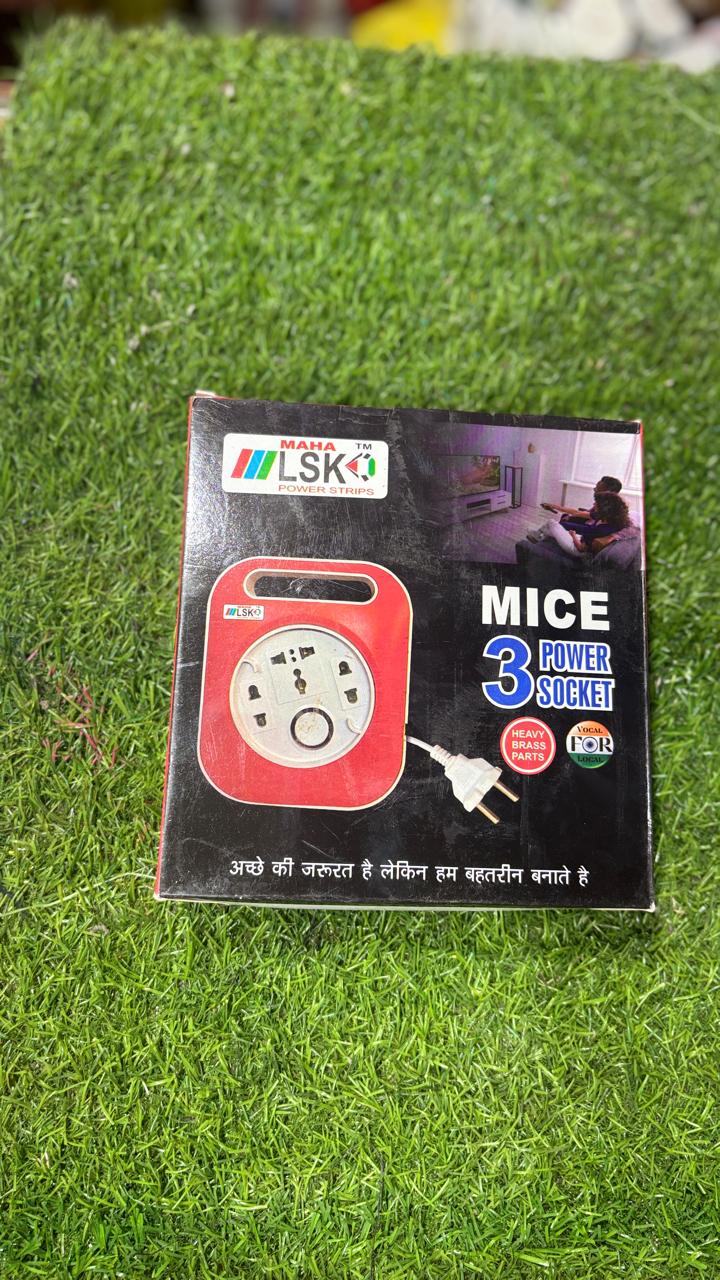 MAHA TM
LSK
POWER STRIPS
LSK
MICE
3 POWER
SOCKET
HEAVY
BRASS
PARTS
VOCAL
FOR
LOCAL
अच्छे की जरूरत है लेकिन हम बहतरीन बनाते है